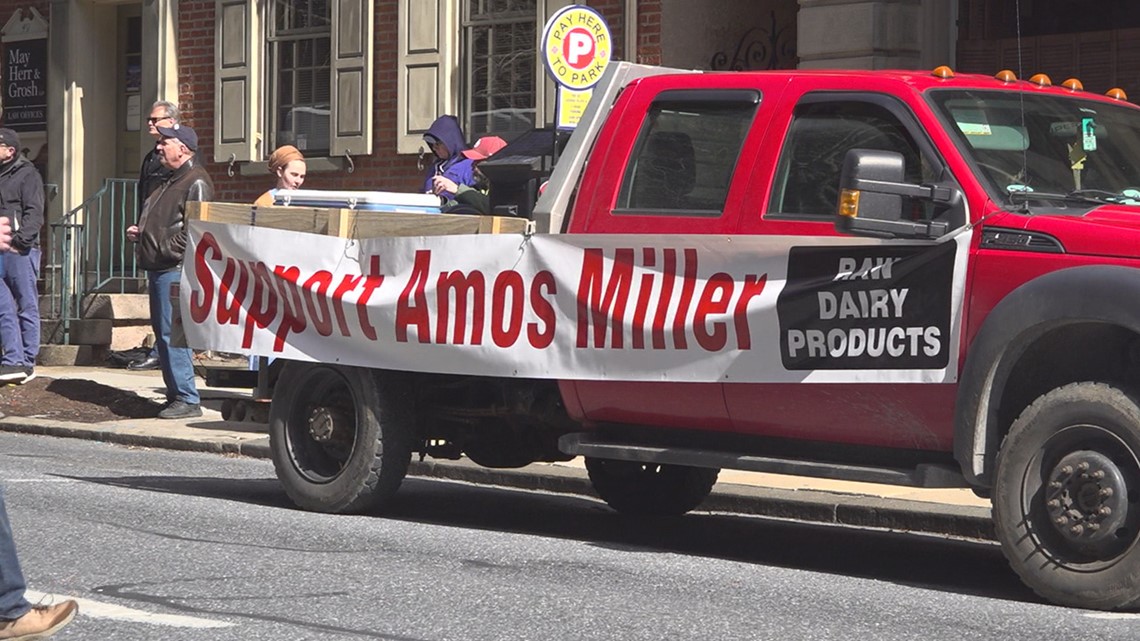 May
Herr &
Grosh
LAW OFFICES
PAY HERE
P
TO PARK
Support Amos Miller
RAW
DAIRY
PRODUCTS